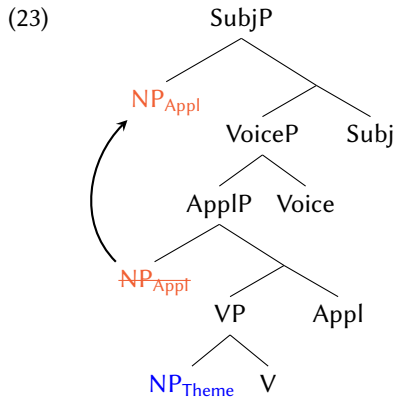 (23) SubjP
NP_Appl
VoiceP Subj
ApplP Voice
NP_Appl
VP Appl
NP_Theme V